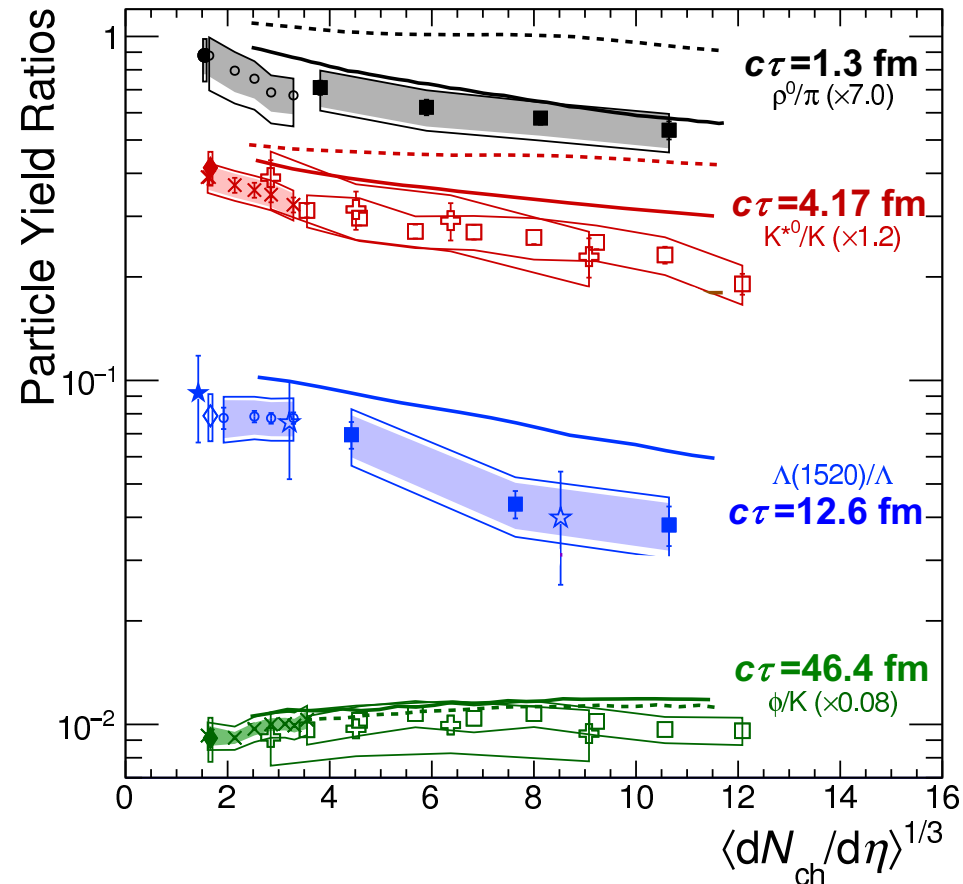 Particle Yield Ratios
1
10⁻¹
10⁻²
cτ=1.3 fm
ρ⁰/π (×7.0)
cτ=4.17 fm
K*⁰/K (×1.2)
Λ(1520)/Λ
cτ=12.6 fm
cτ=46.4 fm
ϕ/K (×0.08)
0 2 4 6 8 10 12 14 16
⟨dN_ch/dη⟩^1/3